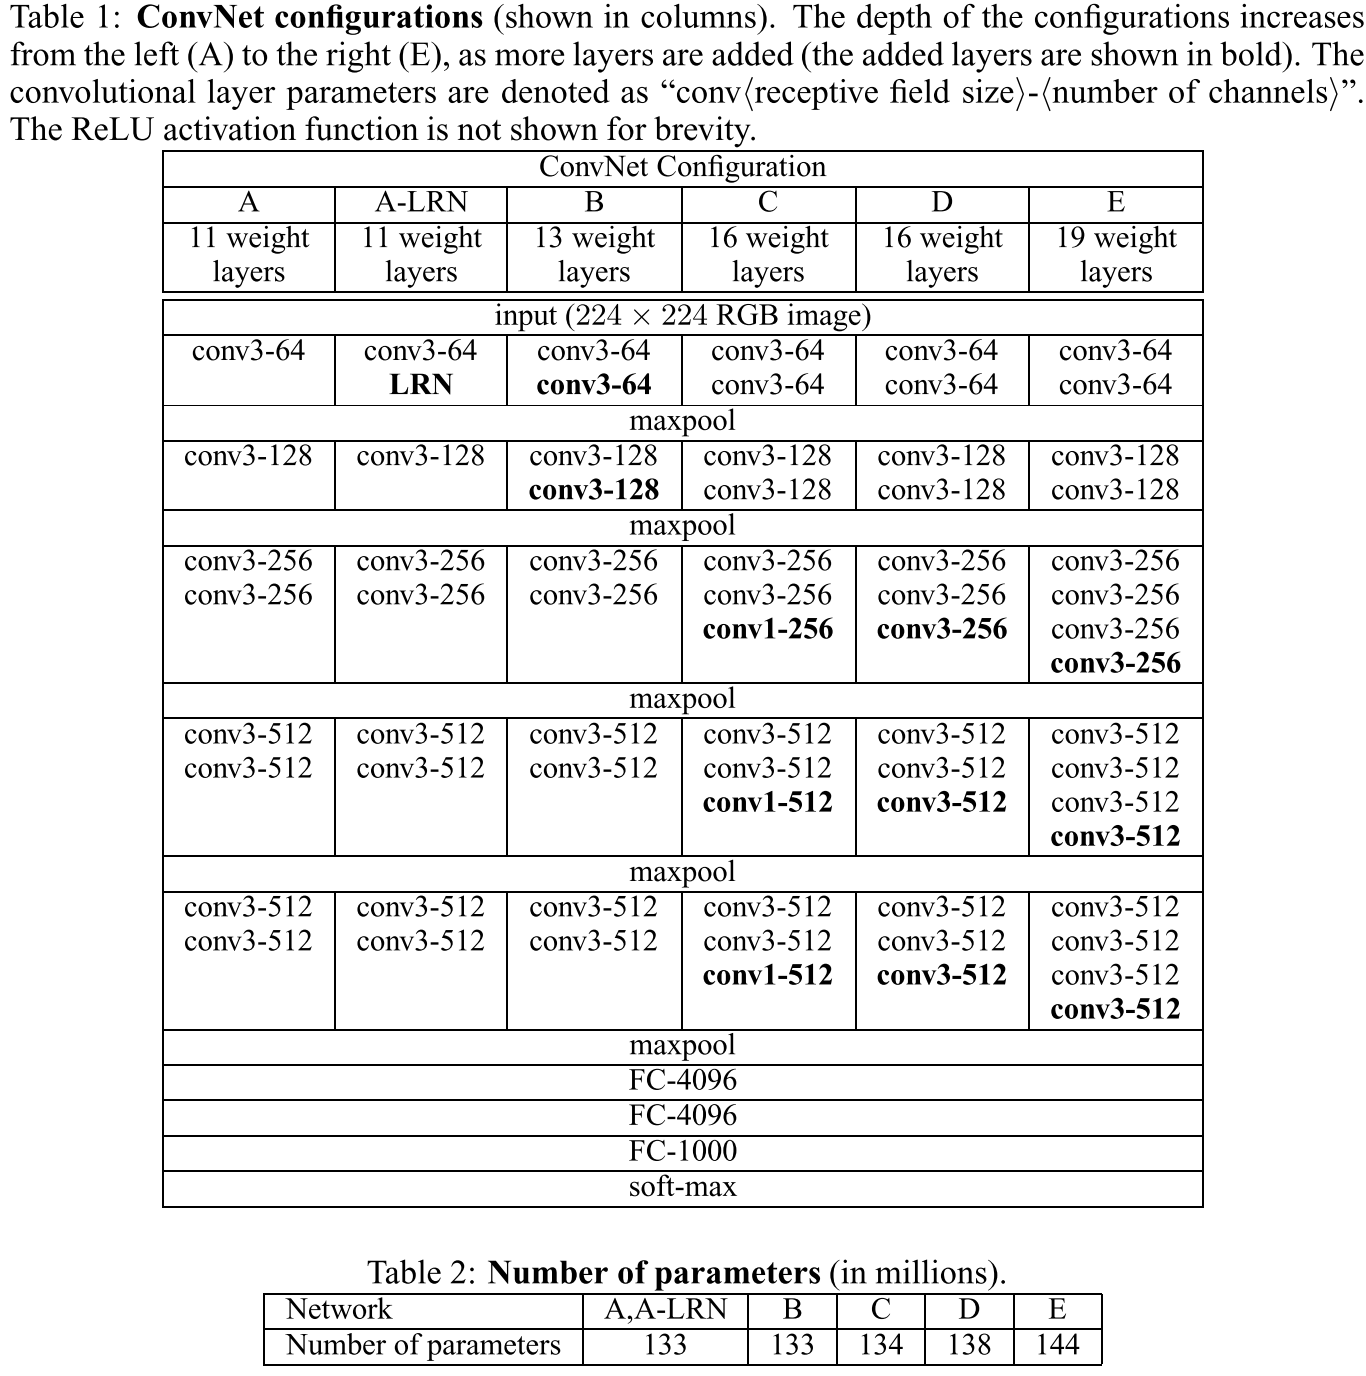 Table 1: ConvNet configurations (shown in columns). The depth of the configurations increases
from the left (A) to the right (E), as more layers are added (the added layers are shown in bold). The
convolutional layer parameters are denoted as “conv⟨receptive field size⟩-⟨number of channels⟩”.
The ReLU activation function is not shown for brevity.
ConvNet Configuration
A A-LRN B C D E
11 weight 11 weight 13 weight 16 weight 16 weight 19 weight
layers layers layers layers layers layers
input (224 × 224 RGB image)
conv3-64 conv3-64 conv3-64 conv3-64 conv3-64 conv3-64
LRN conv3-64 conv3-64 conv3-64 conv3-64
maxpool
conv3-128 conv3-128 conv3-128 conv3-128 conv3-128 conv3-128
conv3-128 conv3-128 conv3-128 conv3-128
maxpool
conv3-256 conv3-256 conv3-256 conv3-256 conv3-256 conv3-256
conv3-256 conv3-256 conv3-256 conv3-256 conv3-256 conv3-256
conv1-256 conv3-256 conv3-256
conv3-256
maxpool
conv3-512 conv3-512 conv3-512 conv3-512 conv3-512 conv3-512
conv3-512 conv3-512 conv3-512 conv3-512 conv3-512 conv3-512
conv1-512 conv3-512 conv3-512
conv3-512
maxpool
conv3-512 conv3-512 conv3-512 conv3-512 conv3-512 conv3-512
conv3-512 conv3-512 conv3-512 conv3-512 conv3-512 conv3-512
conv1-512 conv3-512 conv3-512
conv3-512
maxpool
FC-4096
FC-4096
FC-1000
soft-max
Table 2: Number of parameters (in millions).
Network A,A-LRN B C D E
Number of parameters 133 133 134 138 144